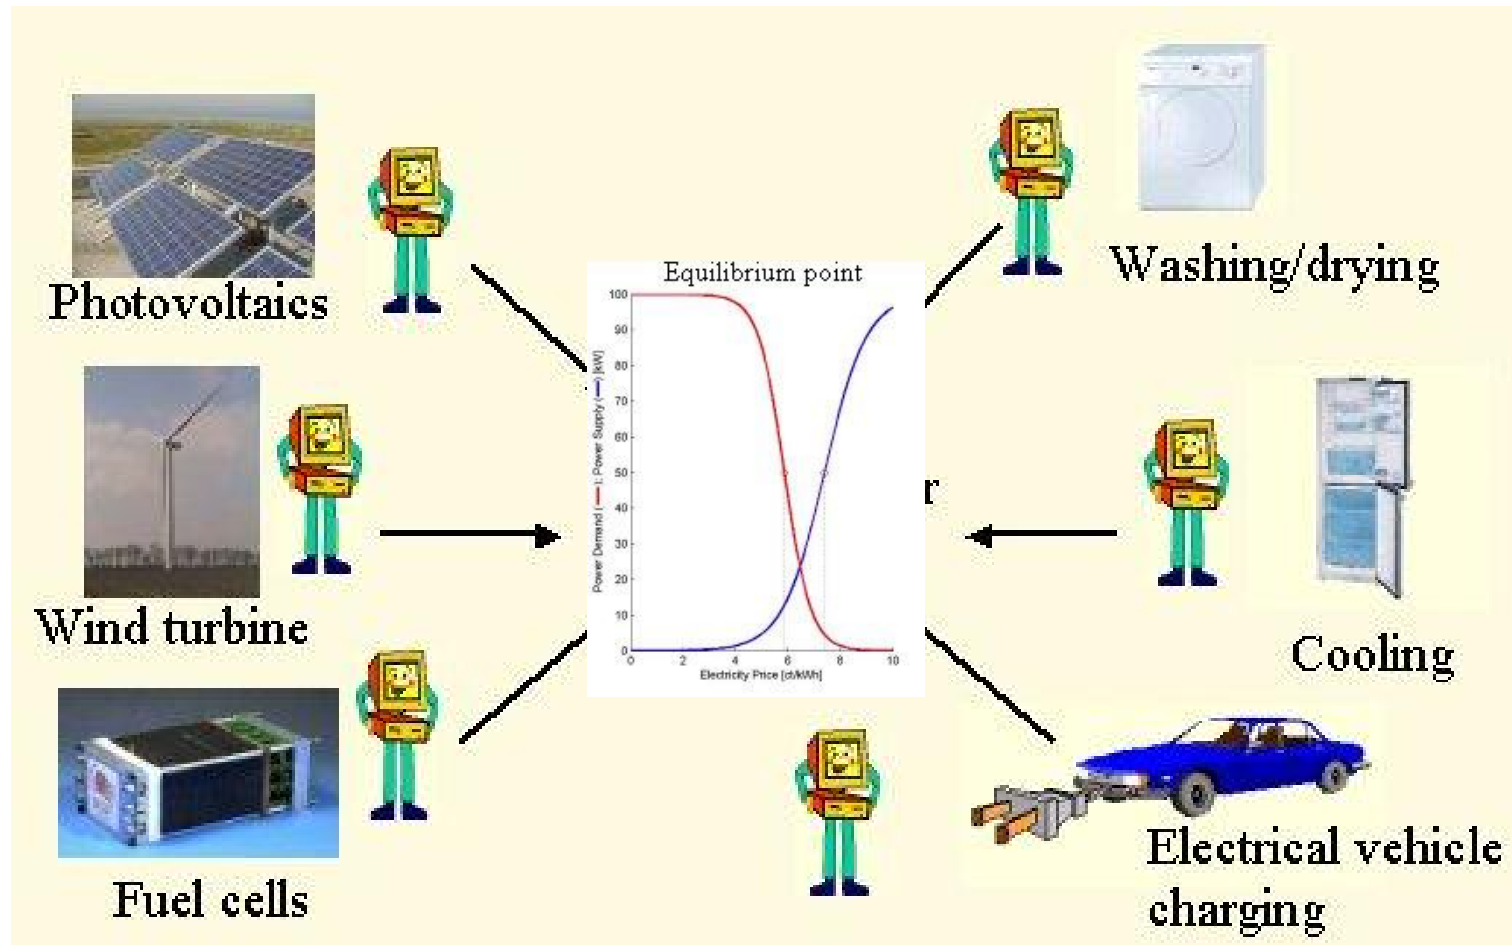 Photovoltaics
Wind turbine
Fuel cells
Equilibrium point
100
90
80
70
60
50
40
30
20
10
0
0 2 4 6 8 10
Power Demand ( ); Power Supply ( ) [kW]
Electricity Price [ct/kWh]
r
Washing/drying
Cooling
Electrical vehicle
charging